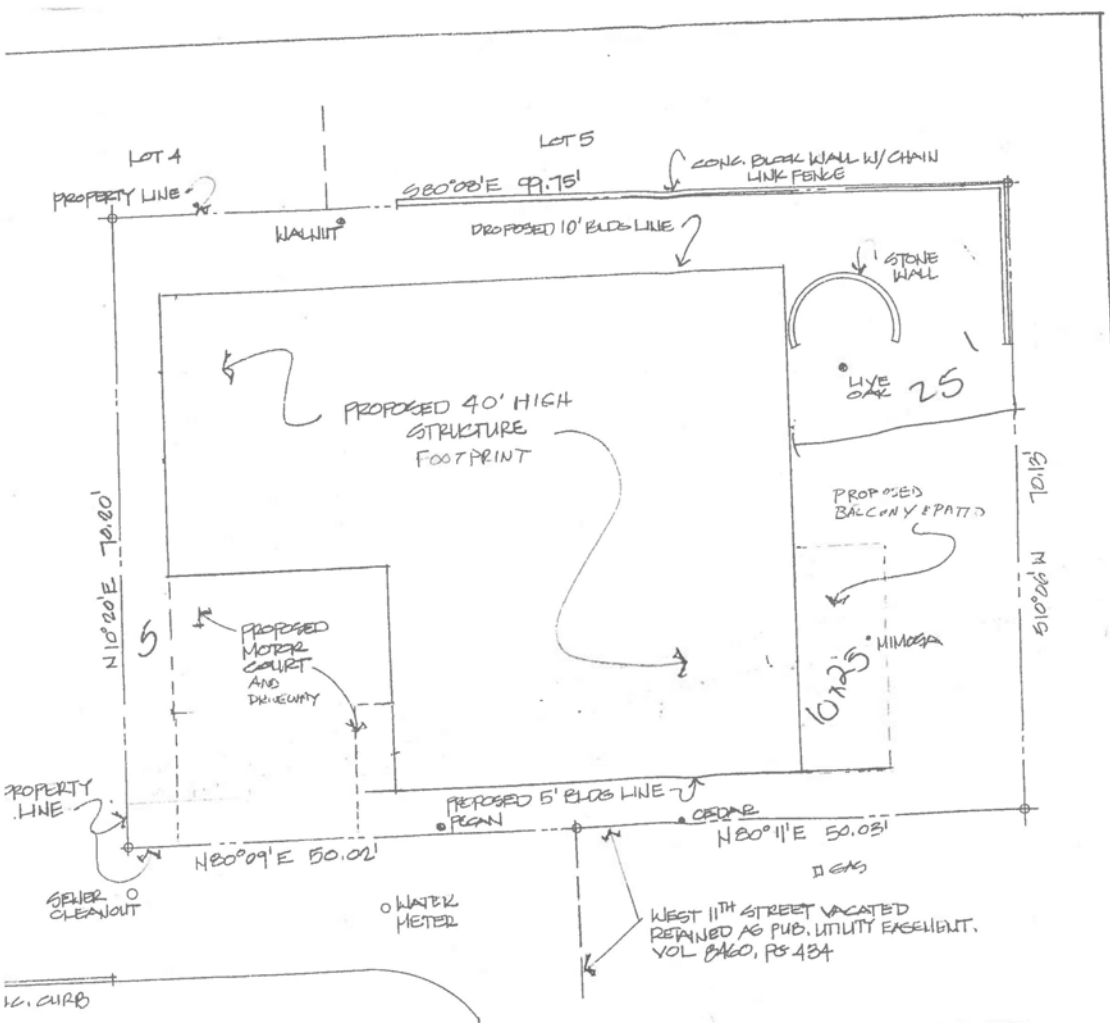 LOT 4
LOT 5
PROPERTY LINE
S80°08'E 99.75'
CONC. BLOCK WALL W/CHAIN
LINK FENCE
WALNUT
PROPOSED 10' BLDG LINE
STONE
WALL
LIVE
OAK
25'
PROPOSED 40' HIGH
STRUCTURE
FOOTPRINT
N10°20'E 70.20'
S10°06'W 70.13'
PROPOSED
BALCONY & PATIO
5
PROPOSED
MOTOR
COURT
AND
DRIVEWAY
MIMOSA
10x25
PROPERTY
LINE
PROPOSED 5' BLDG LINE
PECAN
CEDAR
N80°09'E 50.02'
N80°11'E 50.03'
GAS
SEWER
CLEANOUT
WATER
METER
WEST 11TH STREET VACATED
RETAINED AS PUB. UTILITY EASEMENT.
VOL 8460, PG 434
CURB